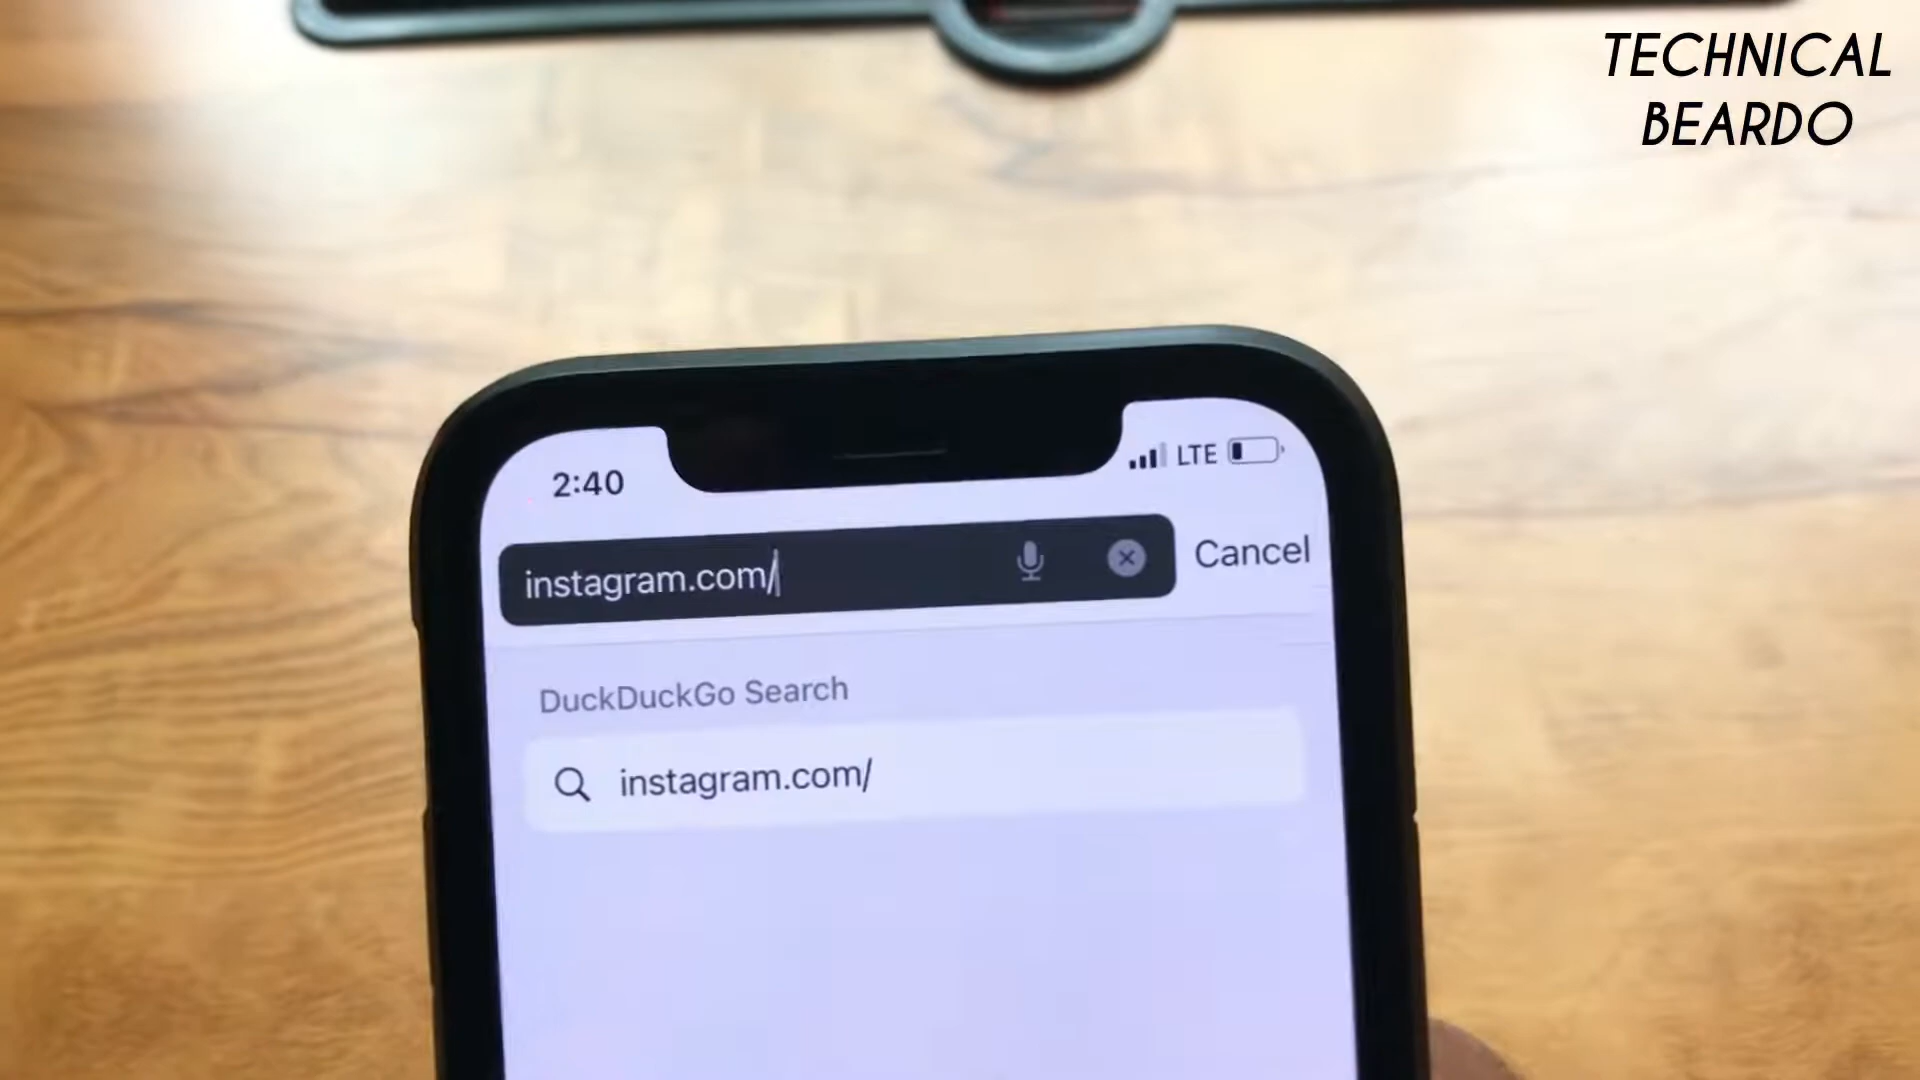 TECHNICAL
BEARDO
2:40
LTE
instagram.com/
Cancel
DuckDuckGo Search
instagram.com/